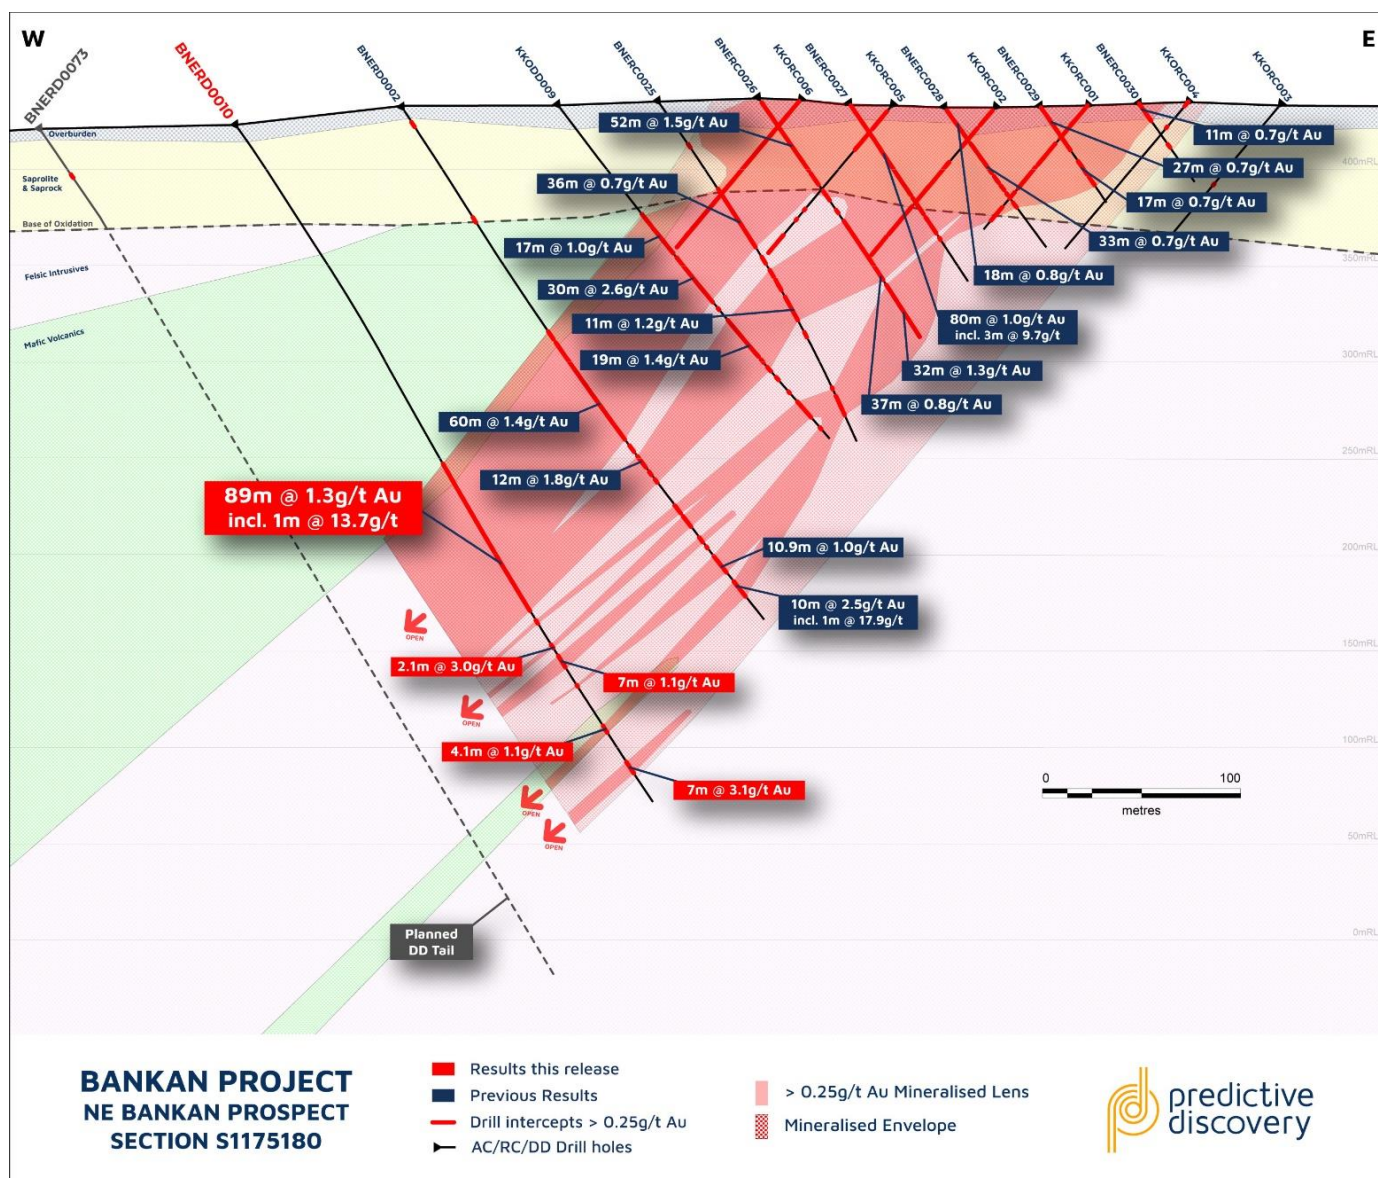 W
E
BNERD0073
BNERD0010
BNERD0002
KKODD009
BNERC0025
BNERC0026
KKORC006
BNERC0027
KKORC005
BNERC0028
KKORC002
BNERC0029
KKORC001
BNERC0030
KKORC004
KKORC003
Overburden
Saprolite
& Saprock
Base of Oxidation
Felsic Intrusives
Mafic Volcanics
52m @ 1.5g/t Au
36m @ 0.7g/t Au
17m @ 1.0g/t Au
30m @ 2.6g/t Au
11m @ 1.2g/t Au
19m @ 1.4g/t Au
60m @ 1.4g/t Au
12m @ 1.8g/t Au
89m @ 1.3g/t Au
incl. 1m @ 13.7g/t
11m @ 0.7g/t Au
27m @ 0.7g/t Au
17m @ 0.7g/t Au
33m @ 0.7g/t Au
18m @ 0.8g/t Au
80m @ 1.0g/t Au
incl. 3m @ 9.7g/t
32m @ 1.3g/t Au
37m @ 0.8g/t Au
10.9m @ 1.0g/t Au
10m @ 2.5g/t Au
incl. 1m @ 17.9g/t
2.1m @ 3.0g/t Au
7m @ 1.1g/t Au
4.1m @ 1.1g/t Au
7m @ 3.1g/t Au
OPEN
OPEN
OPEN
OPEN
400mRL
350mRL
300mRL
250mRL
200mRL
150mRL
100mRL
50mRL
0mRL
0 100
metres
Planned
DD Tail
BANKAN PROJECT
NE BANKAN PROSPECT
SECTION S1175180
Results this release
Previous Results
Drill intercepts > 0.25g/t Au
AC/RC/DD Drill holes
> 0.25g/t Au Mineralised Lens
Mineralised Envelope
predictive
discovery